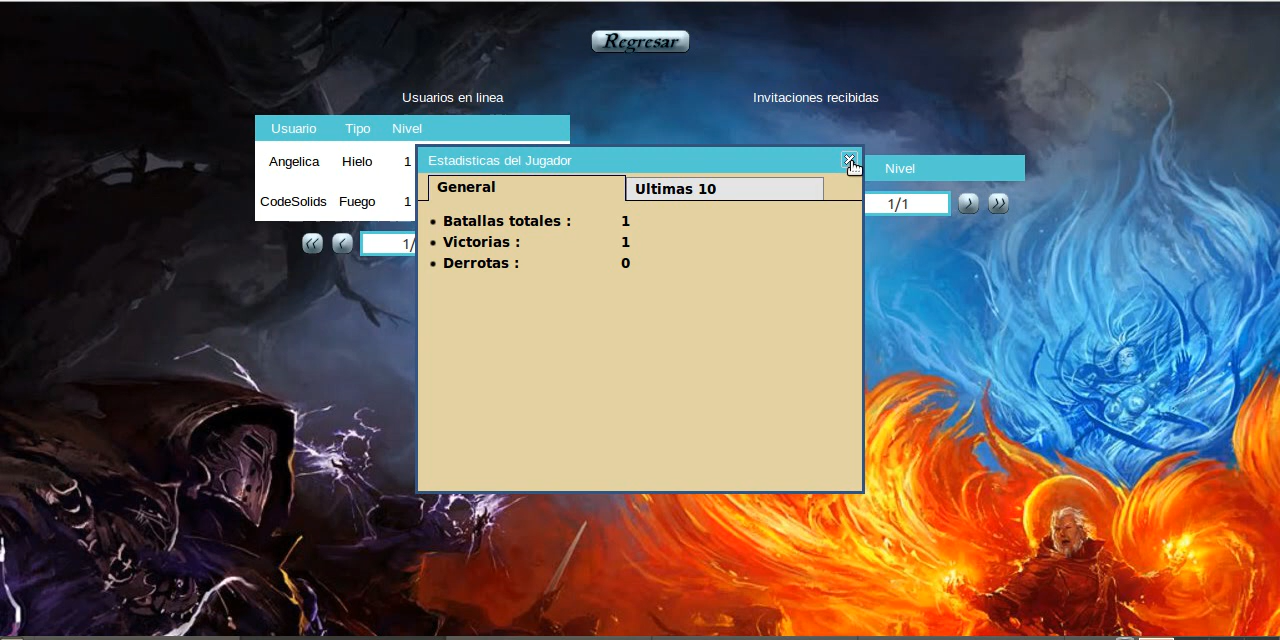 Regresar
Usuarios en linea
Invitaciones recibidas
Usuario Tipo Nivel
Angelica Hielo 1
CodeSolids Fuego 1
1/
Estadisticas del Jugador
General
Ultimas 10
Batallas totales : 1
Victorias : 1
Derrotas : 0
Nivel
1/1